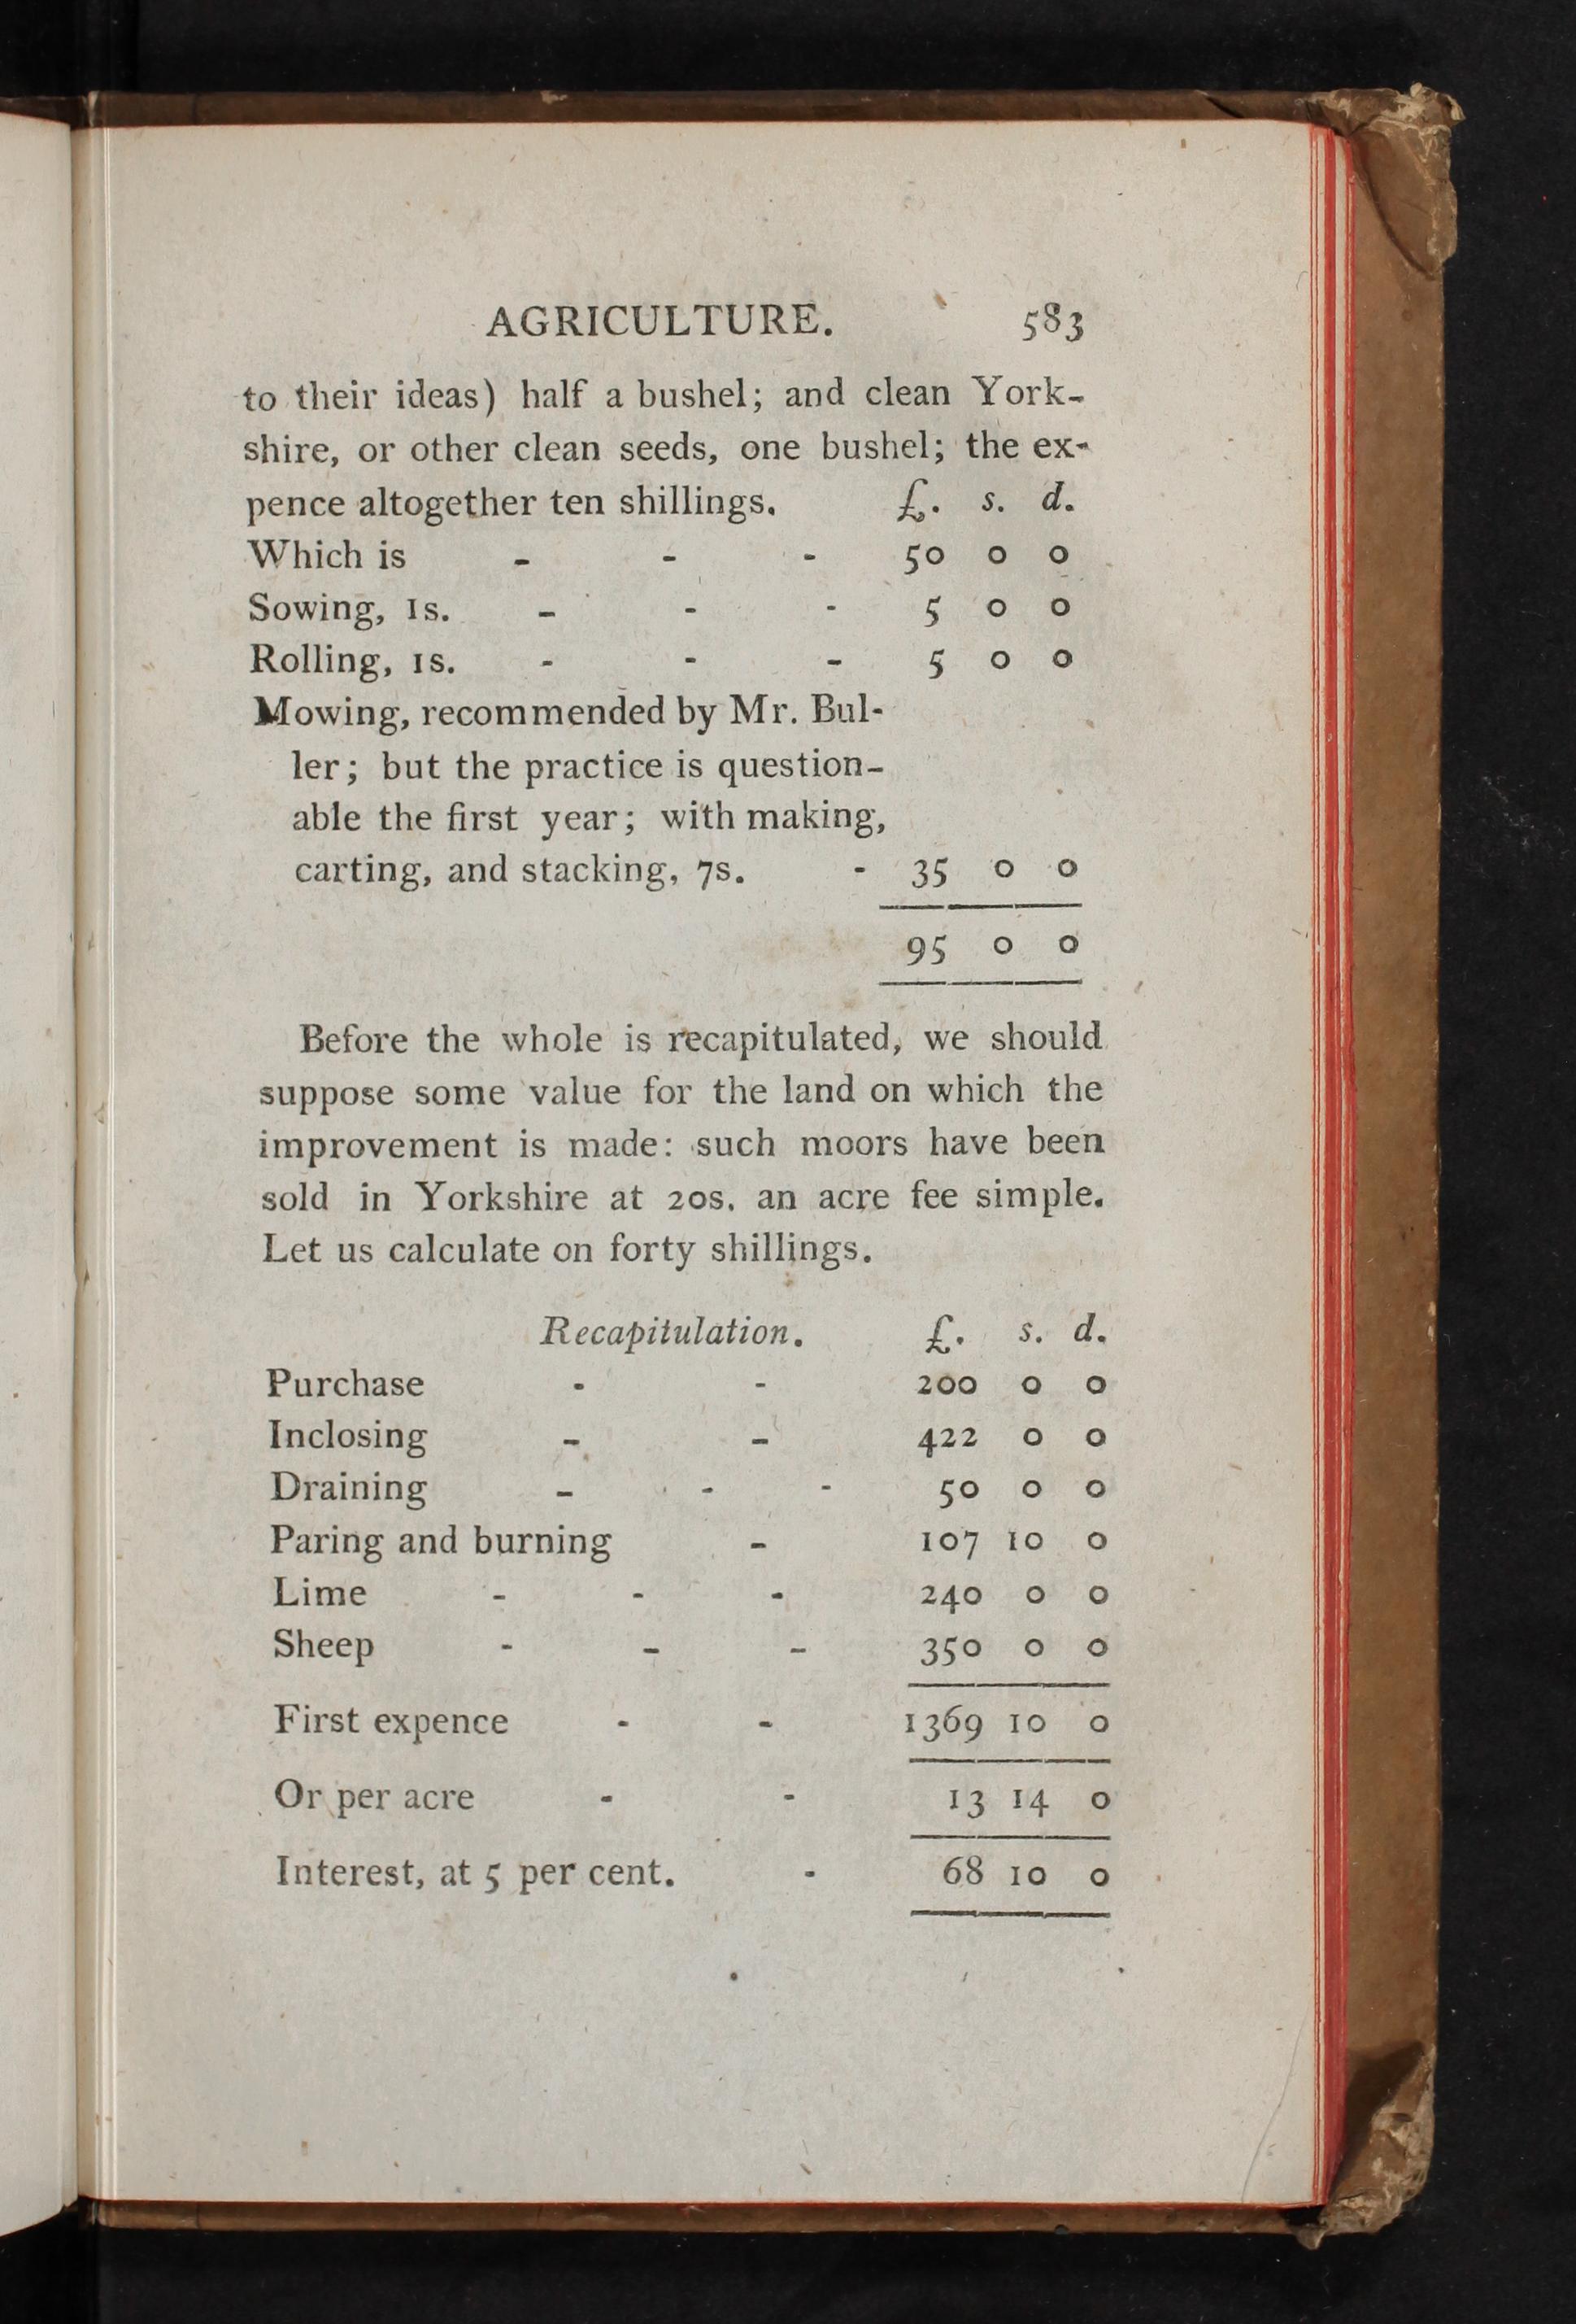 AGRICULTURE. 583
to their ideas) half a bushel; and clean York-
shire, or other clean seeds, one bushel; the ex-
pence altogether ten shillings. £. s. d.
Which is - - - 50 0 0
Sowing, 1s. - - - 5 0 0
Rolling, 1s. - - - 5 0 0
Mowing, recommended by Mr. Bul-
ler; but the practice is question-
able the first year; with making,
carting, and stacking, 7s. - 35 0 0
95 0 0
Before the whole is recapitulated, we should
suppose some value for the land on which the
improvement is made: such moors have been
sold in Yorkshire at 20s. an acre fee simple.
Let us calculate on forty shillings.
Recapitulation. £. s. d.
Purchase - - 200 0 0
Inclosing - - 422 0 0
Draining - - - 50 0 0
Paring and burning - 107 10 0
Lime - - - 240 0 0
Sheep - - - 350 0 0
First expence - - 1369 10 0
Or per acre - - 13 14 0
Interest, at 5 per cent. - 68 10 0